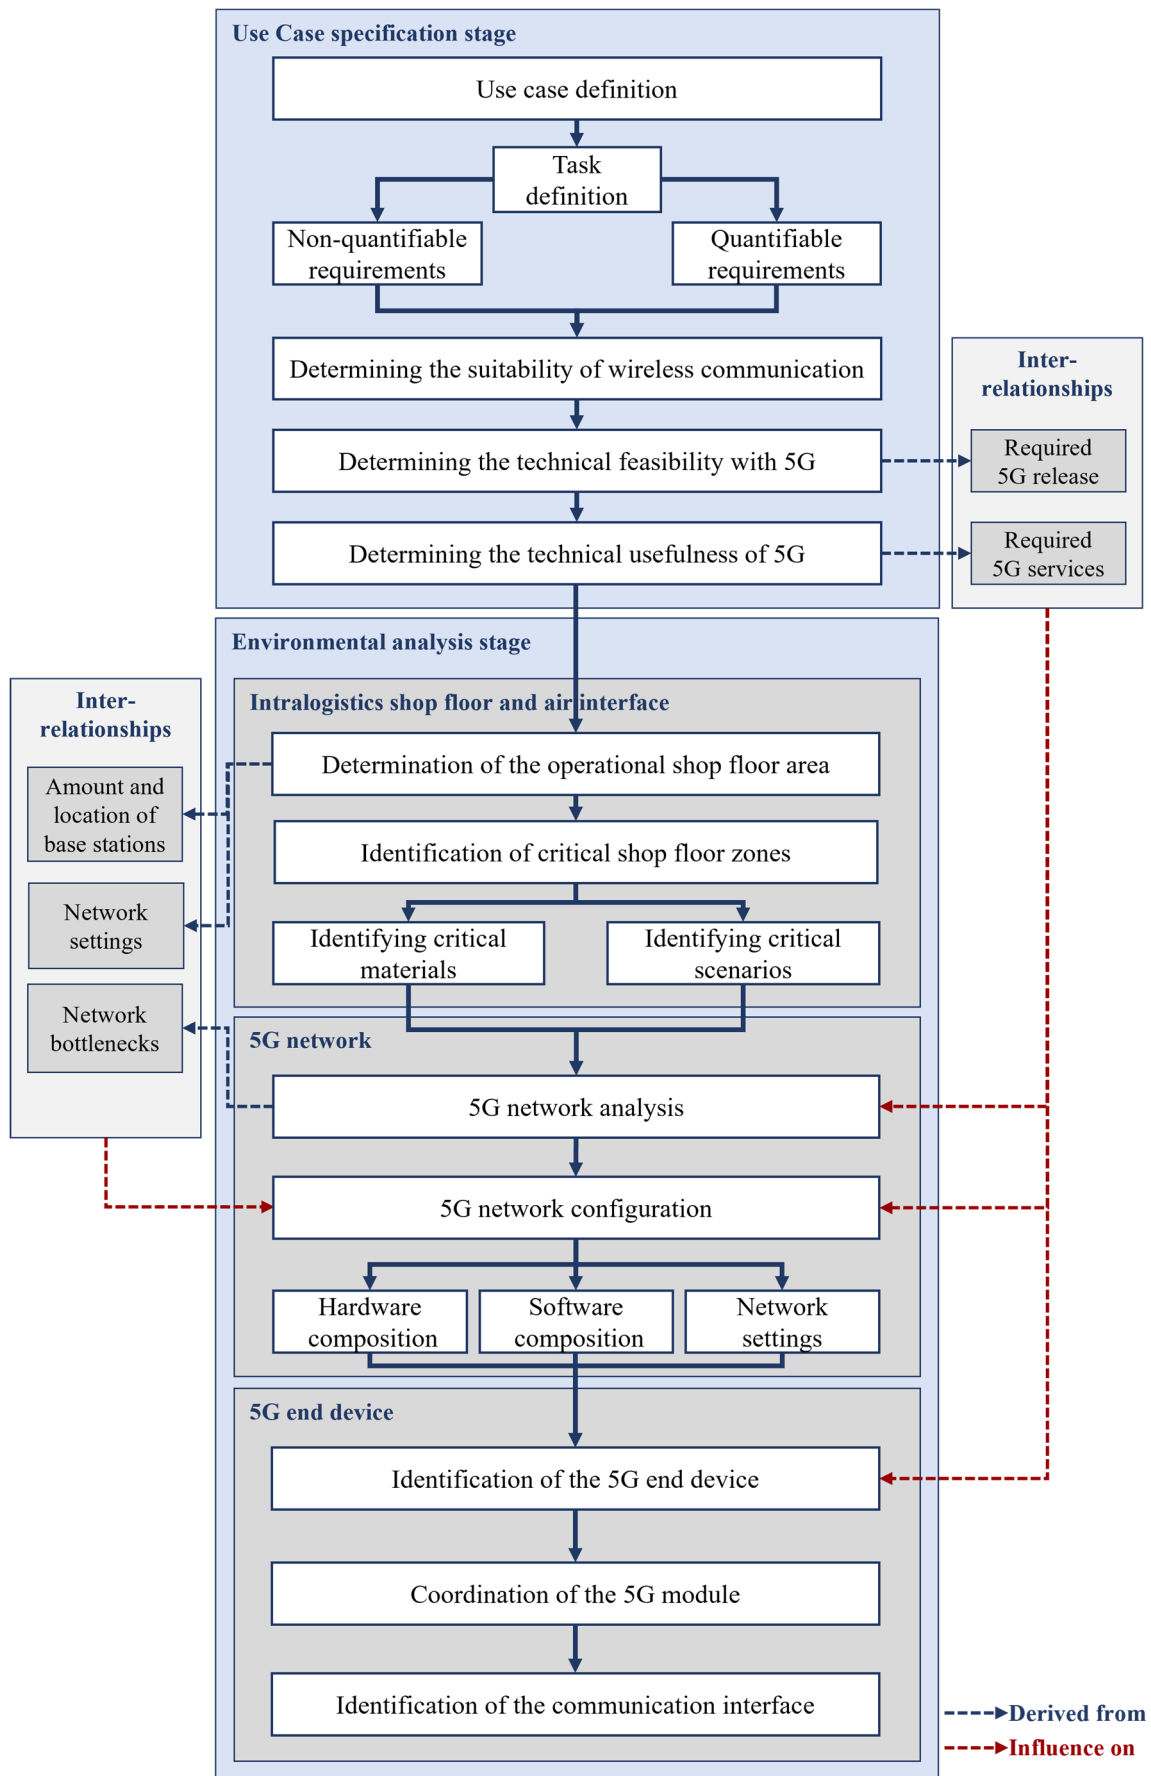 Use Case specification stage
Use case definition
Task
definition
Non-quantifiable
requirements
Quantifiable
requirements
Determining the suitability of wireless communication
Determining the technical feasibility with 5G
Determining the technical usefulness of 5G
Inter-
relationships
Required
5G release
Required
5G services
Environmental analysis stage
Intralogistics shop floor and air interface
Determination of the operational shop floor area
Identification of critical shop floor zones
Identifying critical
materials
Identifying critical
scenarios
Inter-
relationships
Amount and
location of
base stations
Network
settings
Network
bottlenecks
5G network
5G network analysis
5G network configuration
Hardware
composition
Software
composition
Network
settings
5G end device
Identification of the 5G end device
Coordination of the 5G module
Identification of the communication interface
Derived from
Influence on